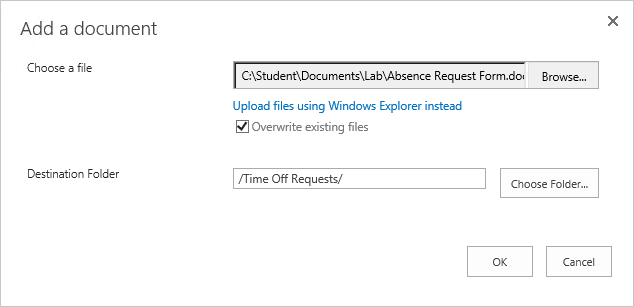 Add a document
Choose a file
C:\Student\Documents\Lab\Absence Request Form.doc
Browse...
Upload files using Windows Explorer instead
Overwrite existing files
Destination Folder
/Time Off Requests/
Choose Folder...
OK
Cancel